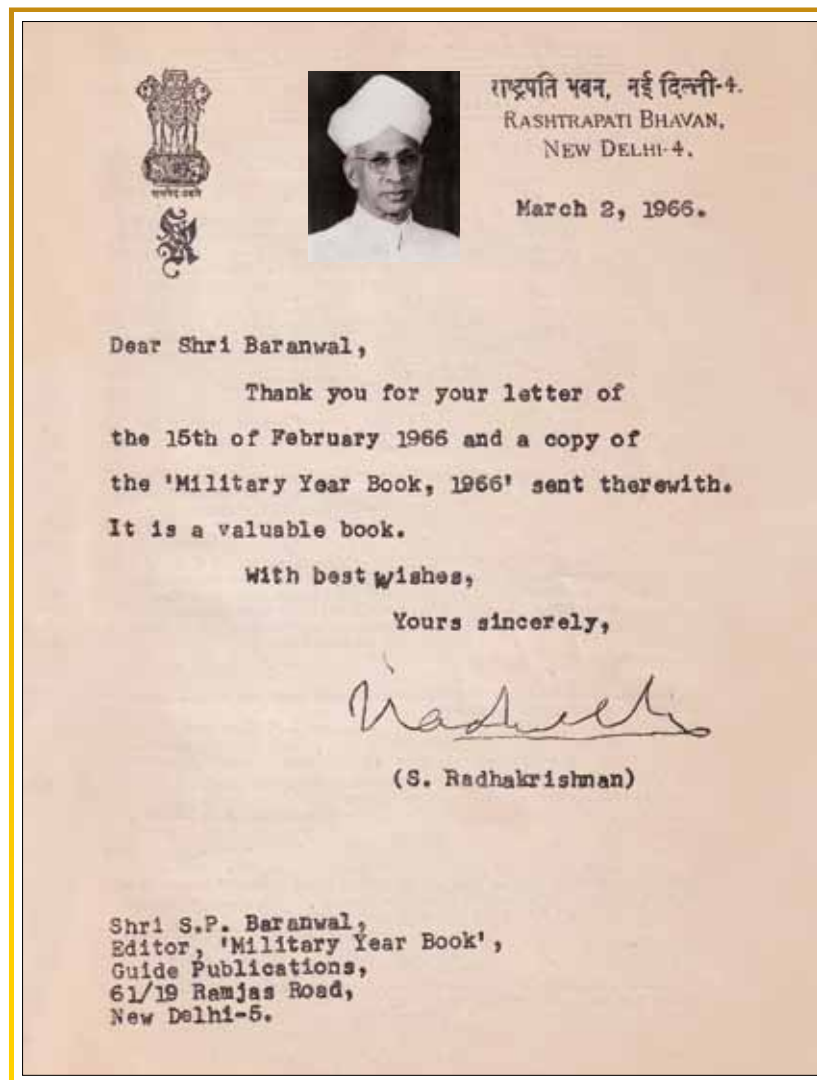 राष्ट्रपति भवन, नई दिल्ली-4.
RASHTRAPATI BHAVAN,
NEW DELHI-4.
March 2, 1966.
सत्यमेव जयते
Dear Shri Baranwal,
Thank you for your letter of
the 15th of February 1966 and a copy of
the 'Military Year Book, 1966' sent therewith.
It is a valuable book.
With best wishes,
Yours sincerely,
(S. Radhakrishnan)
Shri S.P. Baranwal,
Editor, 'Military Year Book',
Guide Publications,
61/19 Ramjas Road,
New Delhi-5.